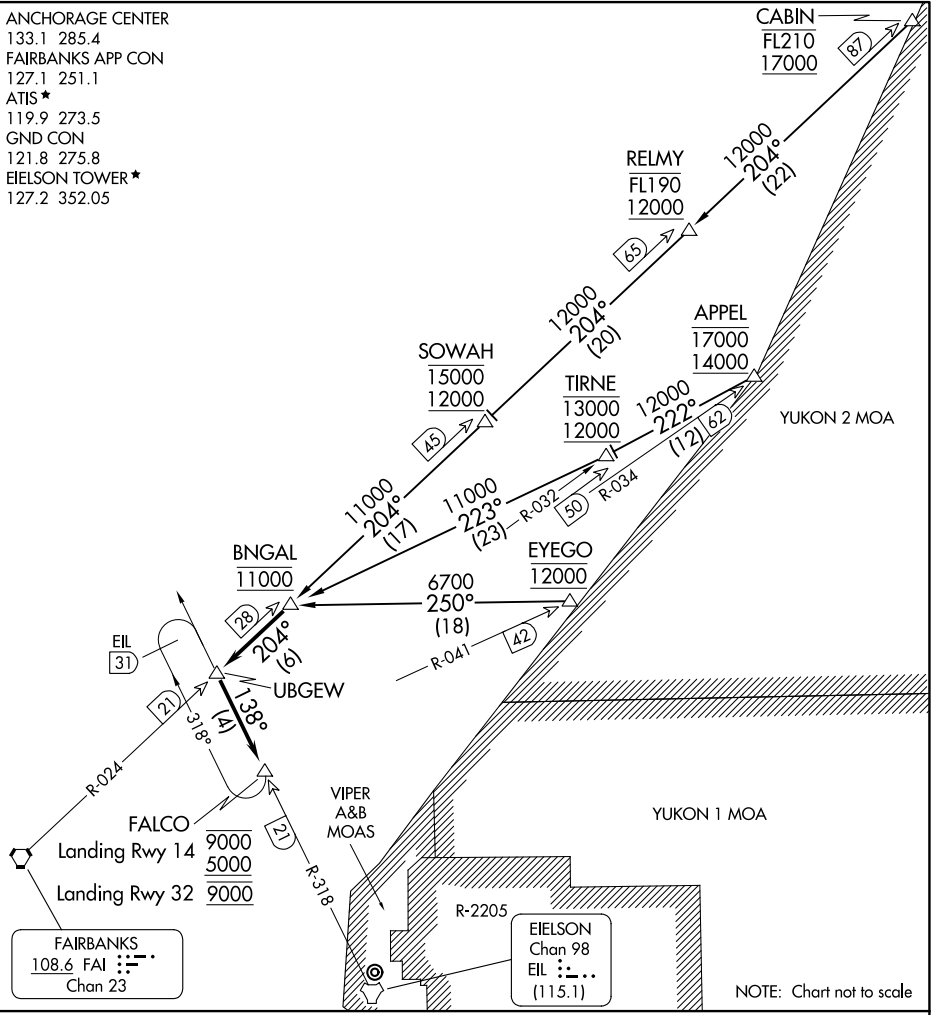 ANCHORAGE CENTER
133.1 285.4
FAIRBANKS APP CON
127.1 251.1
ATIS ★
119.9 273.5
GND CON
121.8 275.8
EIELSON TOWER ★
127.2 352.05
CABIN
FL210
17000
87
12000
204°
(22)
RELMY
FL190
12000
65
12000
204°
(20)
APPEL
17000
14000
SOWAH
15000
12000
45
TIRNE
13000
12000
12000
222°
(12)
62
YUKON 2 MOA
11000
204°
(17)
11000
223°
(23)
R-032
50
R-034
BNGAL
11000
EYEGO
12000
6700
250°
(18)
R-041
42
28
204°
(6)
EIL
31
UBGEW
21
318°
138°
(4)
R-024
FALCO
Landing Rwy 14 9000
5000
Landing Rwy 32 9000
21
R-318
VIPER
A&B
MOAS
YUKON 1 MOA
R-2205
FAIRBANKS
108.6 FAI
Chan 23
EIELSON
Chan 98
EIL
(115.1)
NOTE: Chart not to scale